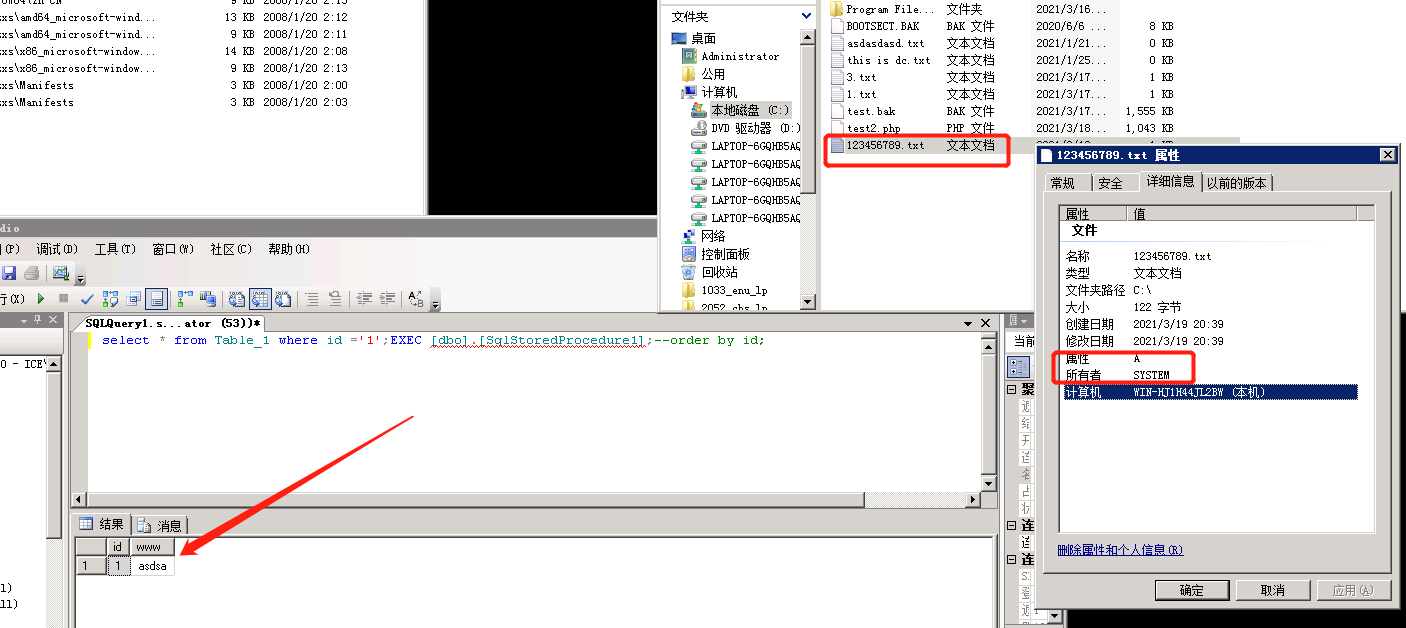 9 KB 2008/1/20 2:13
xs\amd64_microsoft-wind... 13 KB 2008/1/20 2:12
xs\amd64_microsoft-wind... 9 KB 2008/1/20 2:11
xs\x86_microsoft-window... 14 KB 2008/1/20 2:08
xs\x86_microsoft-window... 9 KB 2008/1/20 2:13
xs\Manifests 3 KB 2008/1/20 2:00
xs\Manifests 3 KB 2008/1/20 2:03
文件夹
桌面
Administrator
公用
计算机
本地磁盘 (C:)
DVD 驱动器 (D:)
LAPTOP-6GQHB5AQ
LAPTOP-6GQHB5AQ
LAPTOP-6GQHB5AQ
LAPTOP-6GQHB5AQ
LAPTOP-6GQHB5AQ
网络
控制面板
回收站
1033_enu_lp
2052_chs_lp
Program File... 文件夹 2021/3/16...
BOOTSECT.BAK BAK 文件 2020/6/6 ... 8 KB
asdasdasd.txt 文本文档 2021/1/21... 0 KB
this is dc.txt 文本文档 2021/1/25... 0 KB
3.txt 文本文档 2021/3/17... 1 KB
1.txt 文本文档 2021/3/17... 1 KB
test.bak BAK 文件 2021/3/17... 1,555 KB
test2.php PHP 文件 2021/3/18... 1,043 KB
123456789.txt 文本文档
123456789.txt 属性
常规 安全 详细信息 以前的版本
属性 值
文件
名称 123456789.txt
类型 文本文档
文件夹路径 C:\
大小 122 字节
创建日期 2021/3/19 20:39
修改日期 2021/3/19 20:39
属性 A
所有者 SYSTEM
计算机 WIN-HJ1H44JL2BW (本机)
删除属性和个人信息(R)
确定 取消 应用(A)
dio
(P) 调试(D) 工具(T) 窗口(W) 社区(C) 帮助(H)
行(X)
SQLQuery1.s...ator (53))*
select * from Table_1 where id ='1';EXEC [dbo].[SqlStoredProcedure1];--order by id;
0 - ICE\
当前
结果 消息
id www
1 1 asdsa